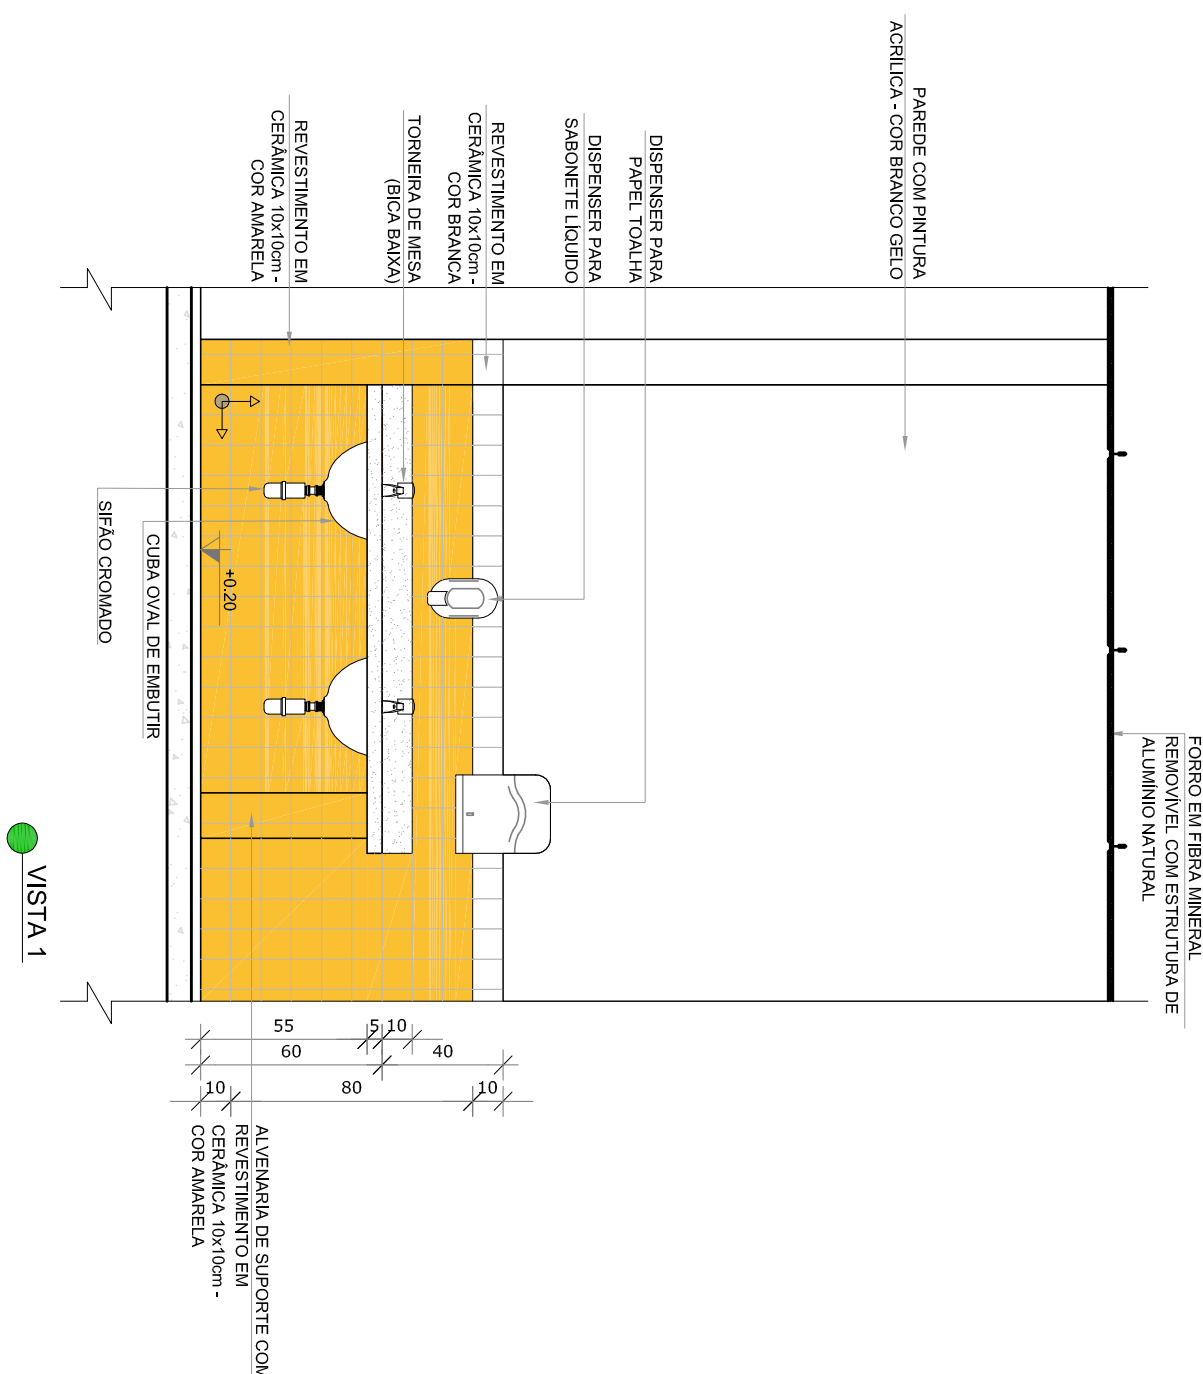 FORRO EM FIBRA MINERAL
REMOVÍVEL COM ESTRUTURA DE
ALUMÍNIO NATURAL
PAREDE COM PINTURA
ACRÍLICA - COR BRANCO GELO
DISPENSER PARA
PAPEL TOALHA
DISPENSER PARA
SABONETE LÍQUIDO
REVESTIMENTO EM
CERÂMICA 10x10cm -
COR BRANCA
TORNEIRA DE MESA
(BICA BAIXA)
REVESTIMENTO EM
CERÂMICA 10x10cm -
COR AMARELA
+0.20
CUBA OVAL DE EMBUTIR
SIFÃO CROMADO
55
5
10
60
40
10
80
10
ALVENARIA DE SUPORTE COM
REVESTIMENTO EM
CERÂMICA 10x10cm -
COR AMARELA
VISTA 1